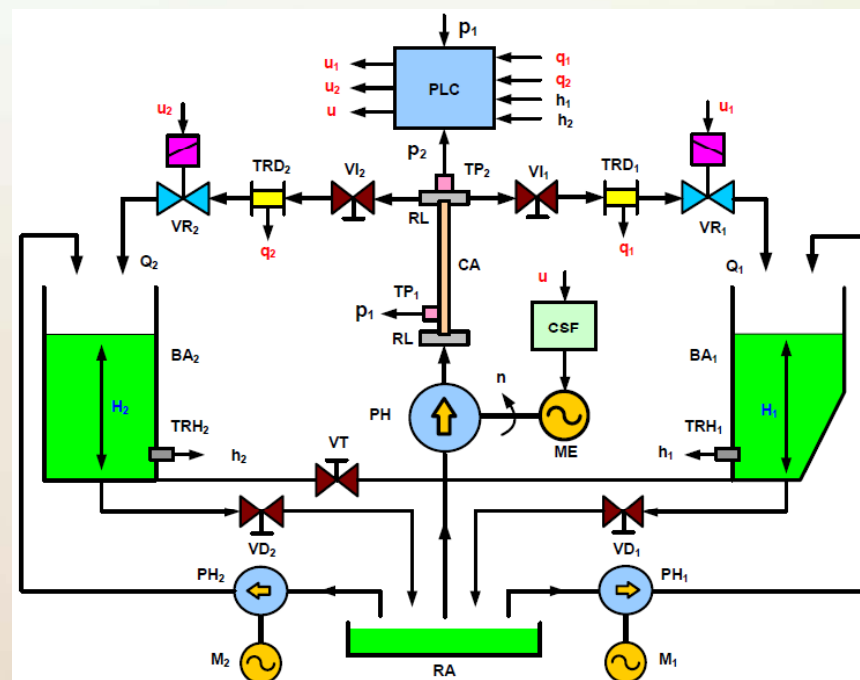 p₁
u₁
u₂
u
PLC
q₁
q₂
h₁
h₂
u₂
u₁
p₂
TRD₂
VI₂
TP₂
VI₁
TRD₁
VR₂
q₂
RL
q₁
VR₁
Q₂
CA
Q₁
u
TP₁
p₁
CSF
RL
BA₂
BA₁
n
H₂
H₁
PH
ME
TRH₂
h₂
VT
TRH₁
h₁
VD₂
VD₁
PH₂
PH₁
M₂
RA
M₁